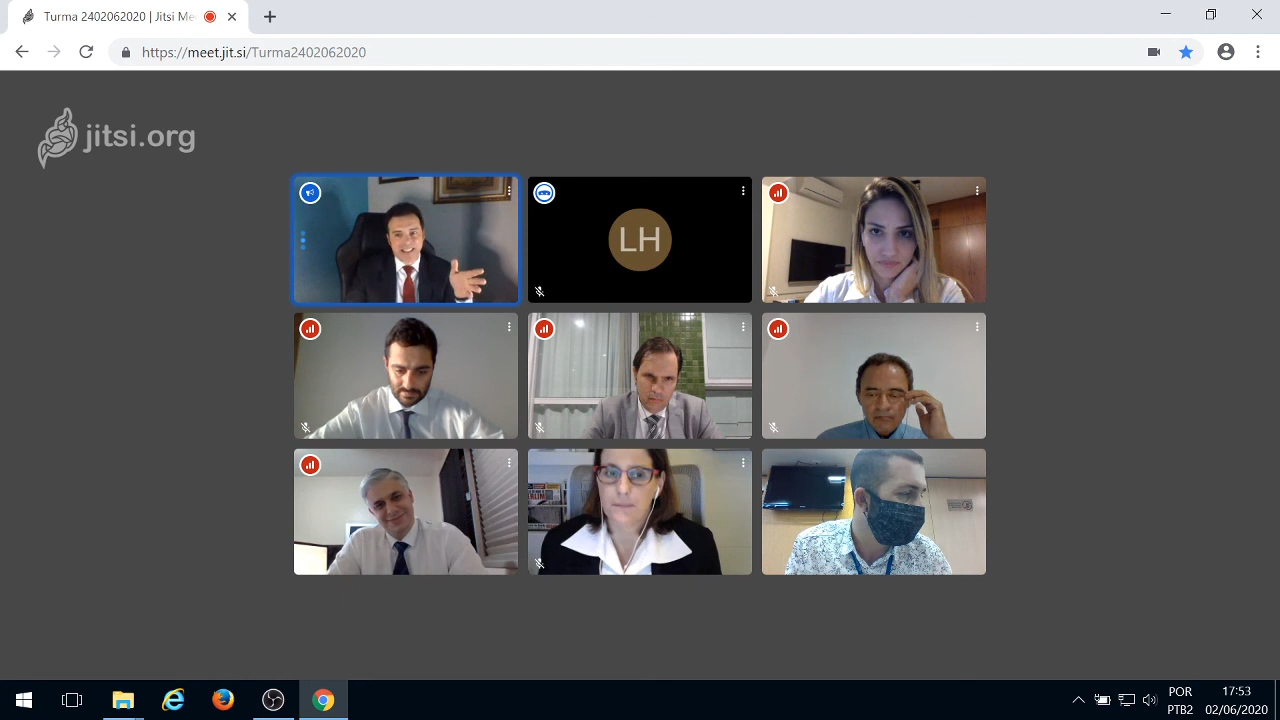 Turma 2402062020 | Jitsi Me
https://meet.jit.si/Turma2402062020
jitsi.org
LH
POR
17:53
PTB2
02/06/2020